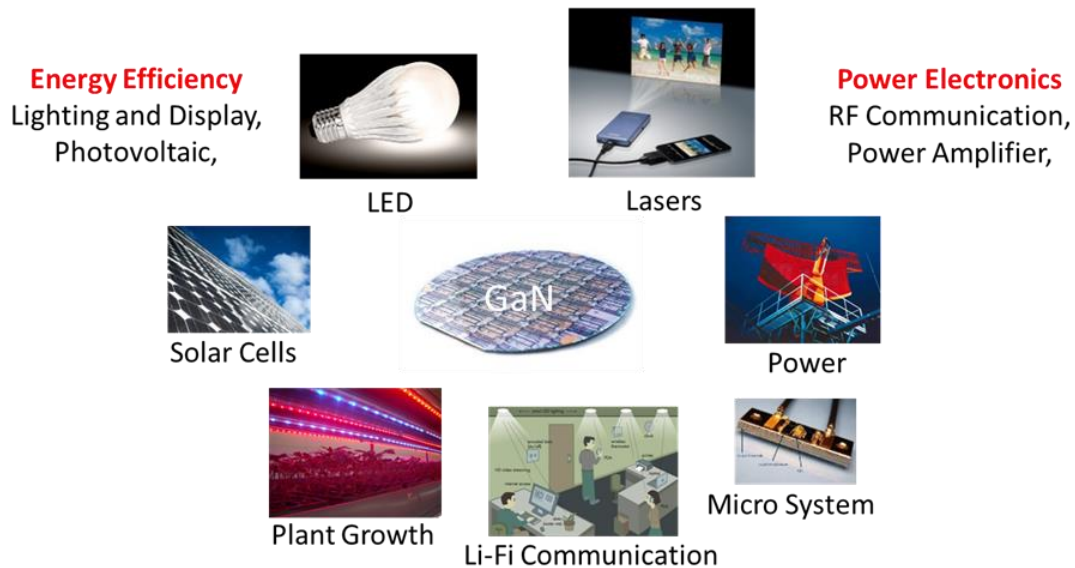 Energy Efficiency
Lighting and Display,
Photovoltaic,
Power Electronics
RF Communication,
Power Amplifier,
LED
Lasers
GaN
Solar Cells
Power
Plant Growth
Li-Fi Communication
Micro System